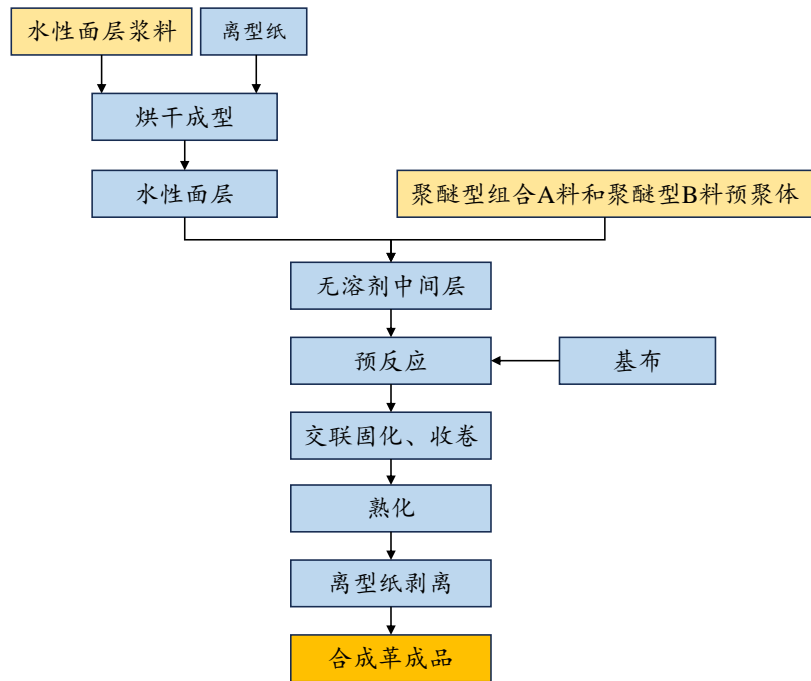 水性面层浆料
离型纸
烘干成型
水性面层
聚醚型组合A料和聚醚型B料预聚体
无溶剂中间层
预反应
基布
交联固化、收卷
熟化
离型纸剥离
合成革成品